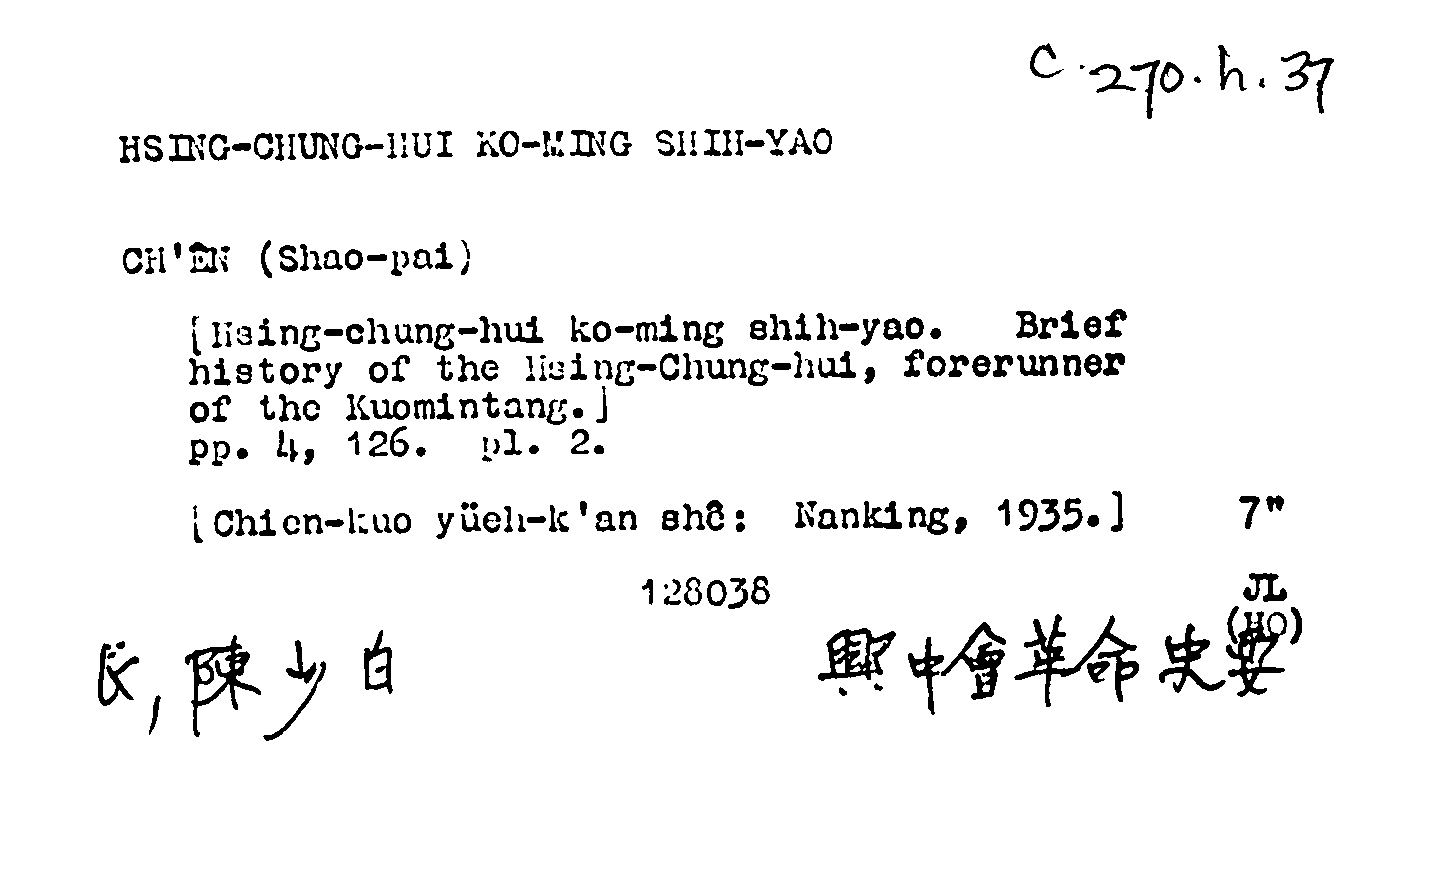 C.270.h.37
HSING-CHUNG-HUI KO-MING SHIH-YAO
CH'ÊN (Shao-pai)
[Hsing-chung-hui ko-ming shih-yao. Brief
history of the Hsing-Chung-hui, forerunner
of the Kuomintang.]
pp. 4, 126. pl. 2.
[Chien-kuo yüeh-k'an shê: Nanking, 1935.] 7"
128038 JL
(HO)
陳少白 興中會革命史要